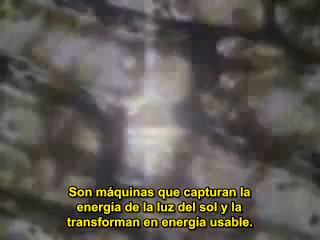 Son máquinas que capturan la
energía de la luz del sol y la
transforman en energía usable.